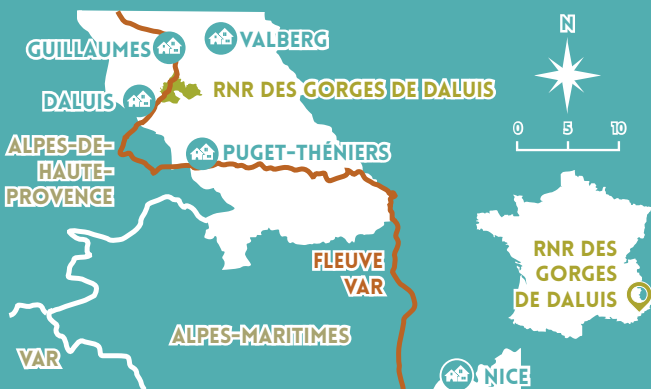 GUILLAUMES
VALBERG
N
DALUIS
RNR DES GORGES DE DALUIS
0 5 10
ALPES-DE-
HAUTE-
PROVENCE
PUGET-THÉNIERS
FLEUVE
VAR
RNR DES
GORGES
DE DALUIS
ALPES-MARITIMES
VAR
NICE